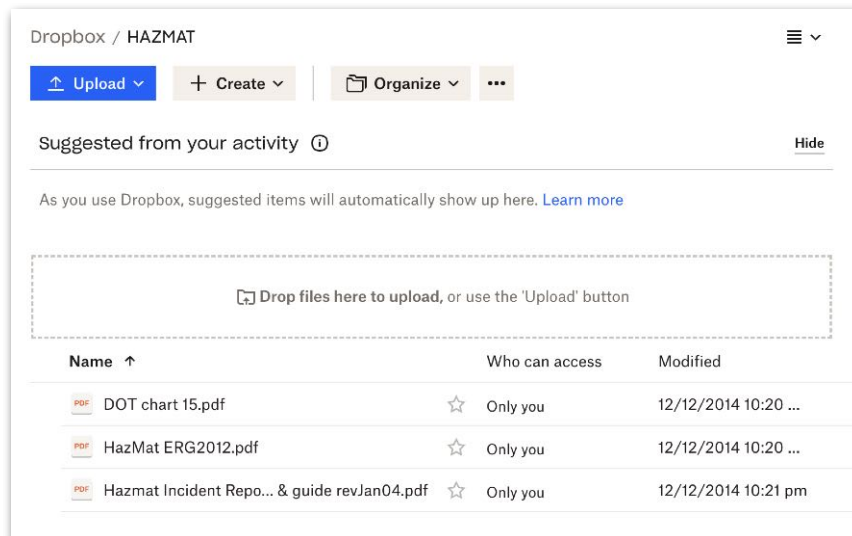 Dropbox / HAZMAT
Upload
Create
Organize
Suggested from your activity
Hide
As you use Dropbox, suggested items will automatically show up here. Learn more
Drop files here to upload, or use the 'Upload' button
Name ↑ Who can access Modified
PDF DOT chart 15.pdf Only you 12/12/2014 10:20 ...
PDF HazMat ERG2012.pdf Only you 12/12/2014 10:20 ...
PDF Hazmat Incident Repo... & guide revJan04.pdf Only you 12/12/2014 10:21 pm